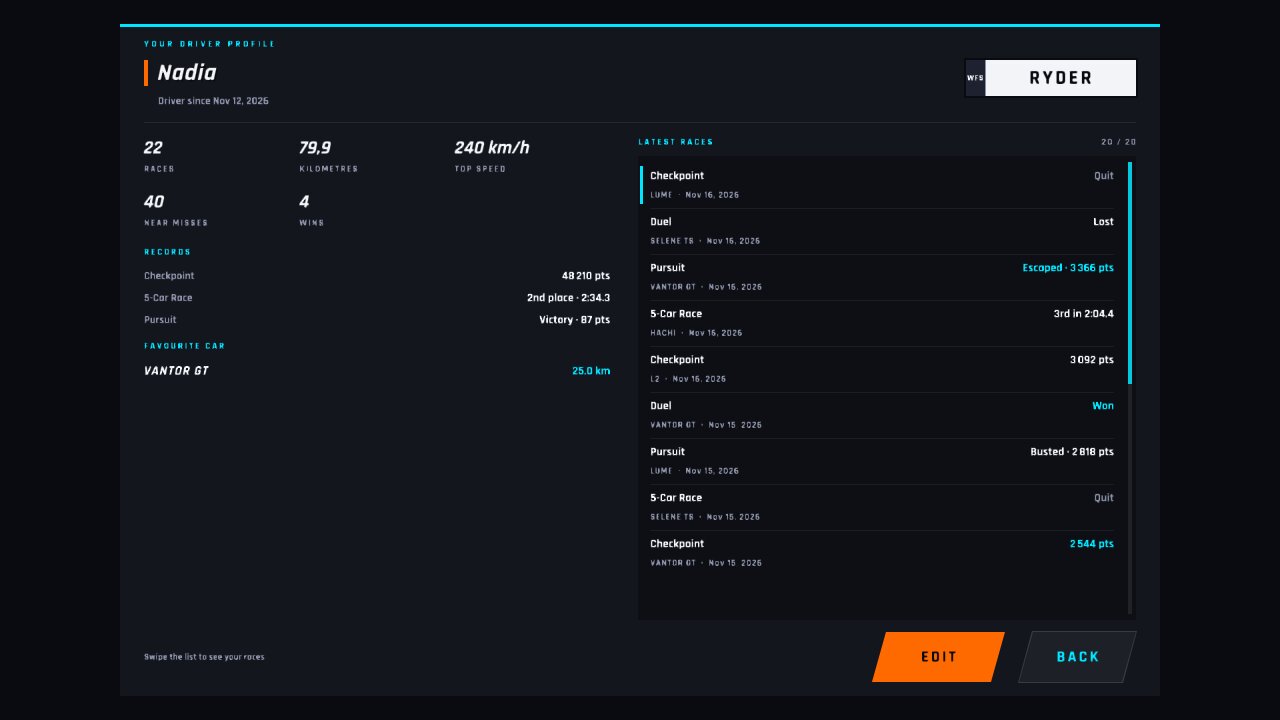 YOUR DRIVER PROFILE
Nadia
Driver since Nov 12, 2026
WFS RYDER
22
RACES
79,9
KILOMETRES
240 km/h
TOP SPEED
40
NEAR MISSES
4
WINS
RECORDS
Checkpoint 48 210 pts
5-Car Race 2nd place · 2:34.3
Pursuit Victory · 87 pts
FAVOURITE CAR
VANTOR GT 25.0 km
LATEST RACES 20 / 20
Checkpoint Quit
LUME · Nov 16, 2026
Duel Lost
SELENE TS · Nov 16, 2026
Pursuit Escaped · 3 366 pts
VANTOR GT · Nov 16, 2026
5-Car Race 3rd in 2:04.4
HACHI · Nov 16, 2026
Checkpoint 3 092 pts
L2 · Nov 16, 2026
Duel Won
VANTOR GT · Nov 15, 2026
Pursuit Busted · 2 818 pts
LUME · Nov 15, 2026
5-Car Race Quit
SELENE TS · Nov 15, 2026
Checkpoint 2 544 pts
VANTOR GT · Nov 15, 2026
Swipe the list to see your races
EDIT
BACK